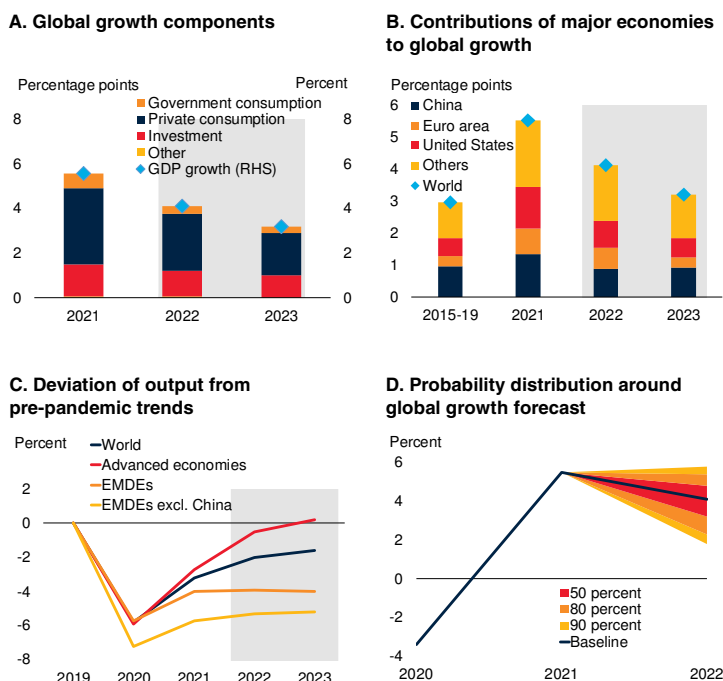 A. Global growth components
Percentage points
Percent
Government consumption
Private consumption
Investment
Other
GDP growth (RHS)
8
6
4
2
0
8
6
4
2
0
2021
2022
2023
B. Contributions of major economies
to global growth
Percentage points
China
Euro area
United States
Others
World
6
5
4
3
2
1
0
2015-19
2021
2022
2023
C. Deviation of output from
pre-pandemic trends
Percent
World
Advanced economies
EMDEs
EMDEs excl. China
2
0
-2
-4
-6
-8
2019
2020
2021
2022
2023
D. Probability distribution around
global growth forecast
Percent
6
4
2
0
-2
-4
50 percent
80 percent
90 percent
Baseline
2020
2021
2022